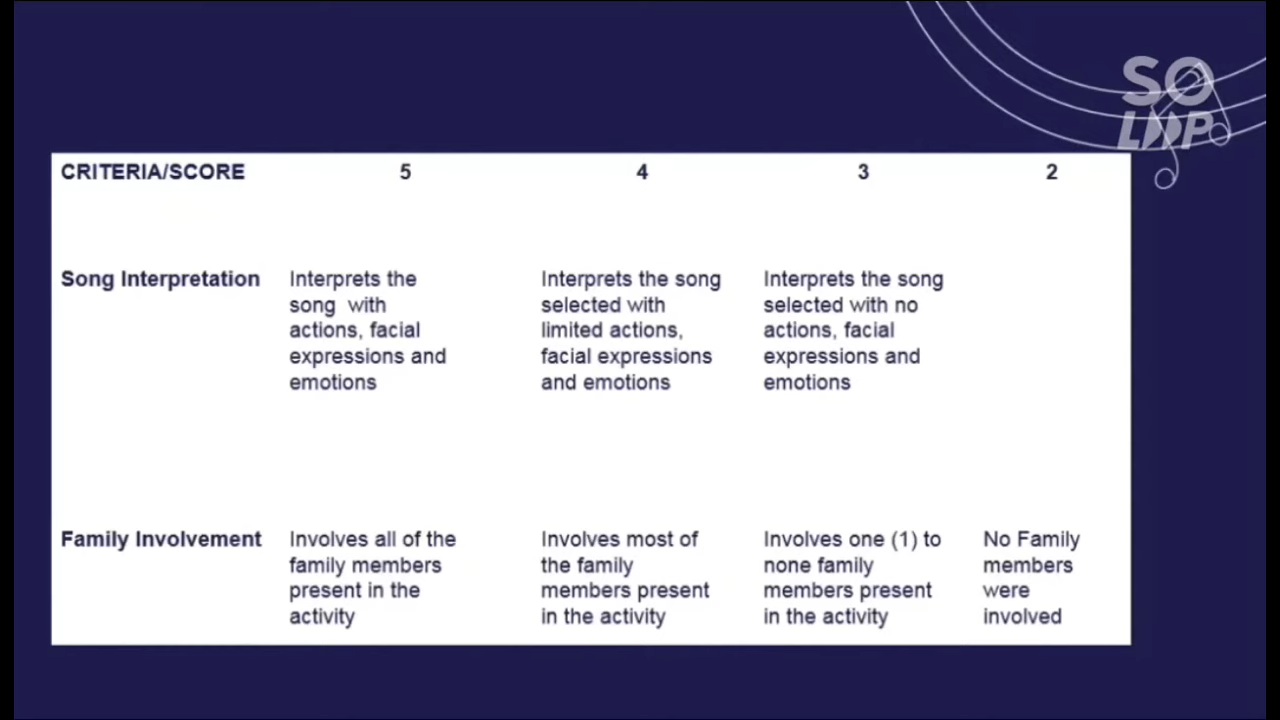 SO
LOOP
CRITERIA/SCORE 5 4 3 2
Song Interpretation Interprets the Interprets the song Interprets the song
song with selected with selected with no
actions, facial limited actions, actions, facial
expressions and facial expressions expressions and
emotions and emotions emotions
Family Involvement Involves all of the Involves most of Involves one (1) to No Family
family members the family none family members
present in the members present members present were
activity in the activity in the activity involved